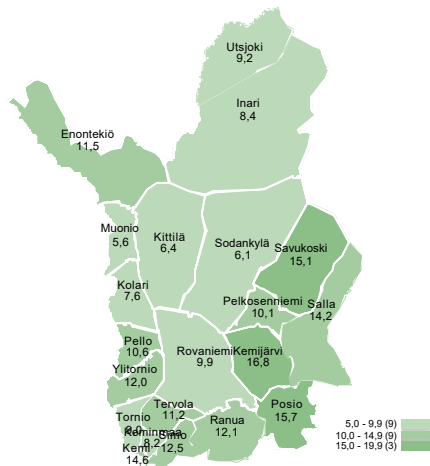 Utsjoki
9,2
Inari
8,4
Enontekiö
11,5
Muonio
5,6
Kittilä
6,4
Sodankylä
6,1
Savukoski
15,1
Kolari
7,6
Pelkosenniemi
10,1
Salla
14,2
Pello
10,6
Rovaniemi
9,9
Kemijärvi
16,8
Ylitornio
12,0
Tervola
11,2
Posio
15,7
Tornio
Ranua
12,1
Keminmaa
8,2
Simo
12,5
Kemi
14,6
5,0 - 9,9 (9)
10,0 - 14,9 (9)
15,0 - 19,9 (3)